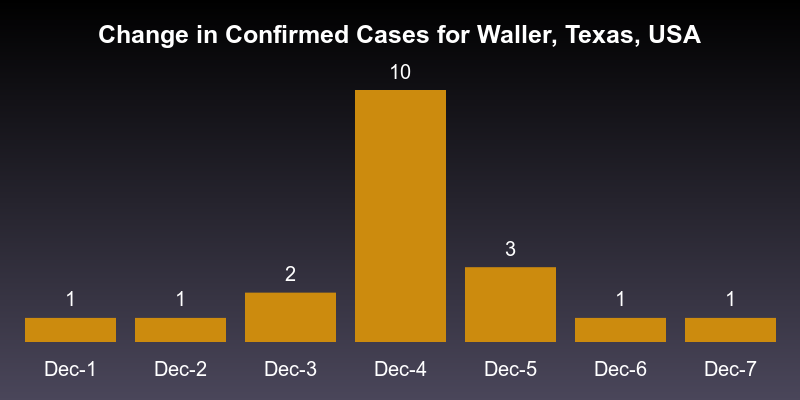 Change in Confirmed Cases for Waller, Texas, USA
10
3
2
1 1 1 1
Dec-1 Dec-2 Dec-3 Dec-4 Dec-5 Dec-6 Dec-7